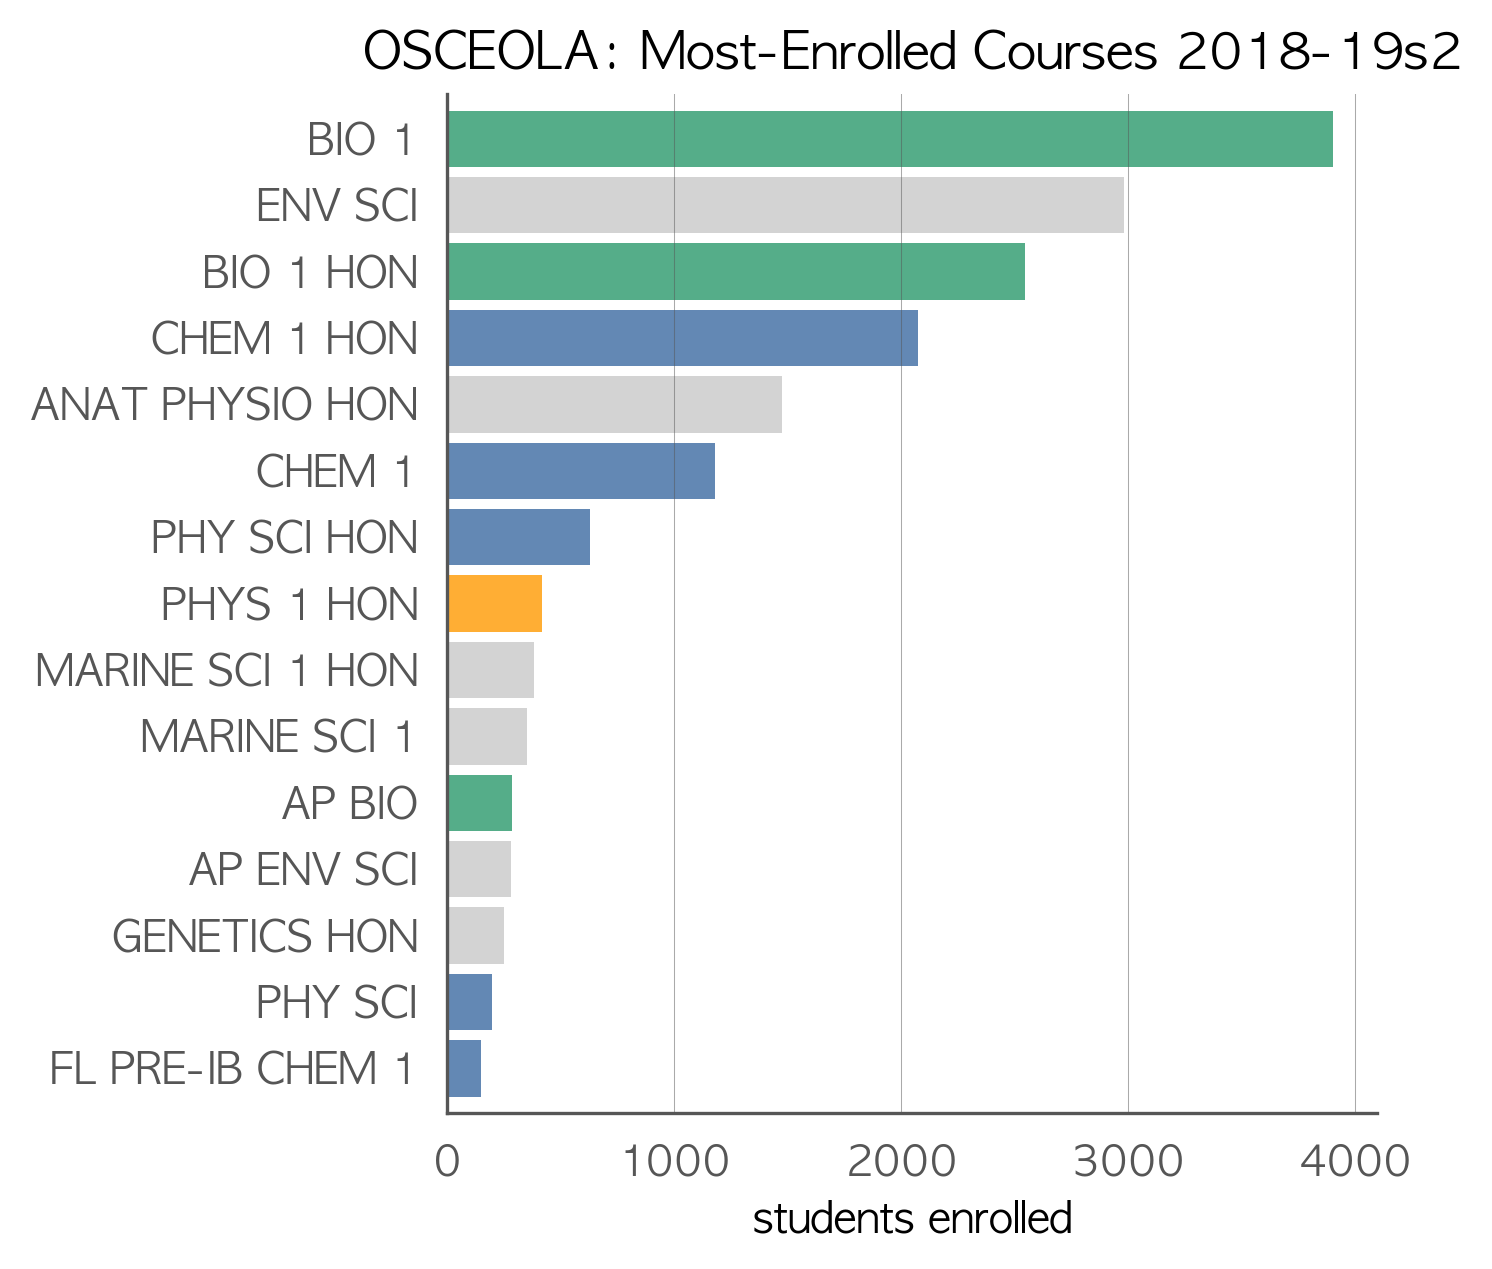 OSCEOLA: Most-Enrolled Courses 2018-19s2
BIO 1
ENV SCI
BIO 1 HON
CHEM 1 HON
ANAT PHYSIO HON
CHEM 1
PHY SCI HON
PHYS 1 HON
MARINE SCI 1 HON
MARINE SCI 1
AP BIO
AP ENV SCI
GENETICS HON
PHY SCI
FL PRE-IB CHEM 1
0 1000 2000 3000 4000
students enrolled